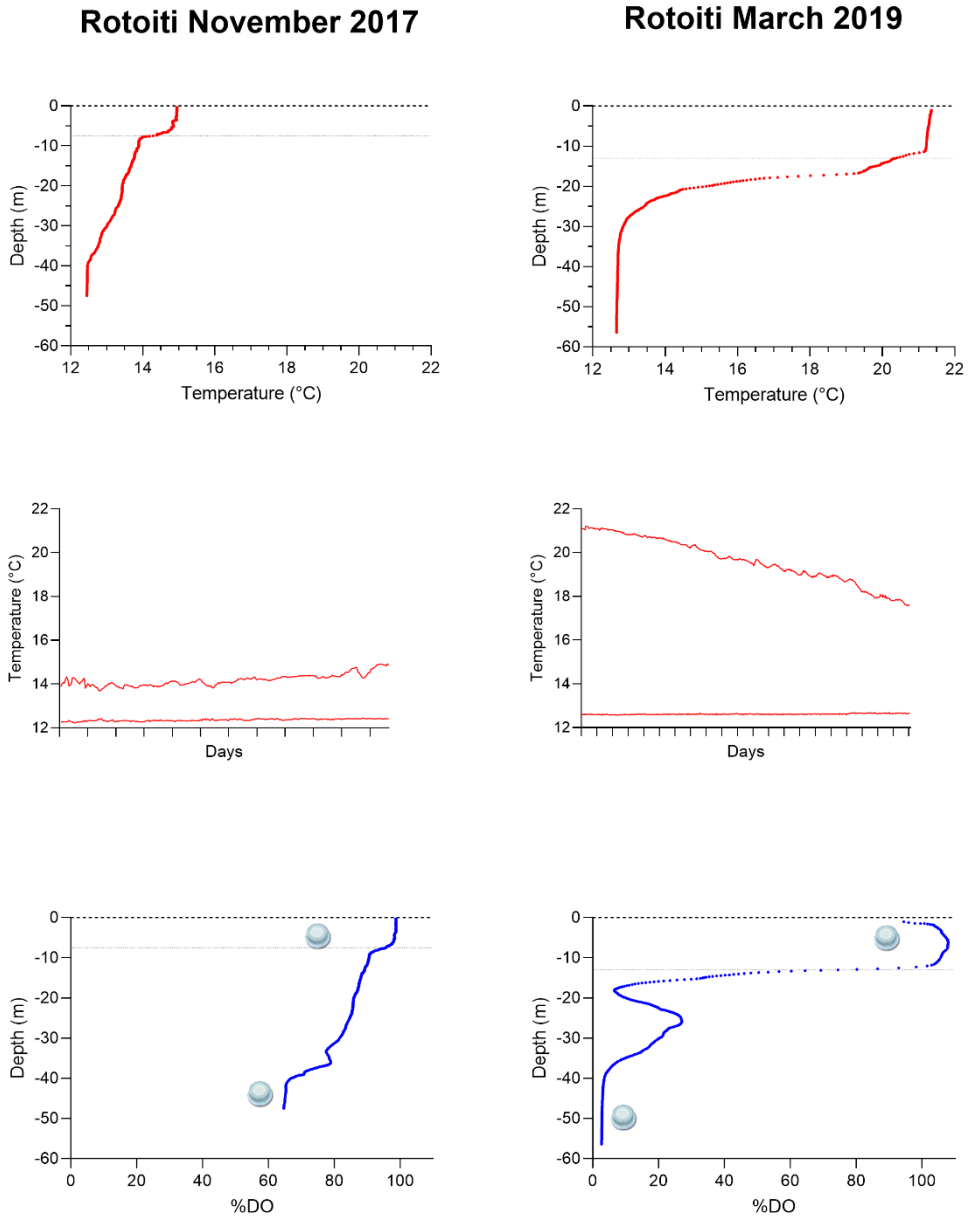 Rotoiti November 2017
Rotoiti March 2019
0
-10
-20
-30
-40
-50
-60
Depth (m)
12 14 16 18 20 22
Temperature (°C)
0
-10
-20
-30
-40
-50
-60
Depth (m)
12 14 16 18 20 22
Temperature (°C)
22
20
18
16
14
12
Temperature (°C)
Days
22
20
18
16
14
12
Temperature (°C)
Days
0
-10
-20
-30
-40
-50
-60
Depth (m)
0 20 40 60 80 100
%DO
0
-10
-20
-30
-40
-50
-60
Depth (m)
0 20 40 60 80 100
%DO